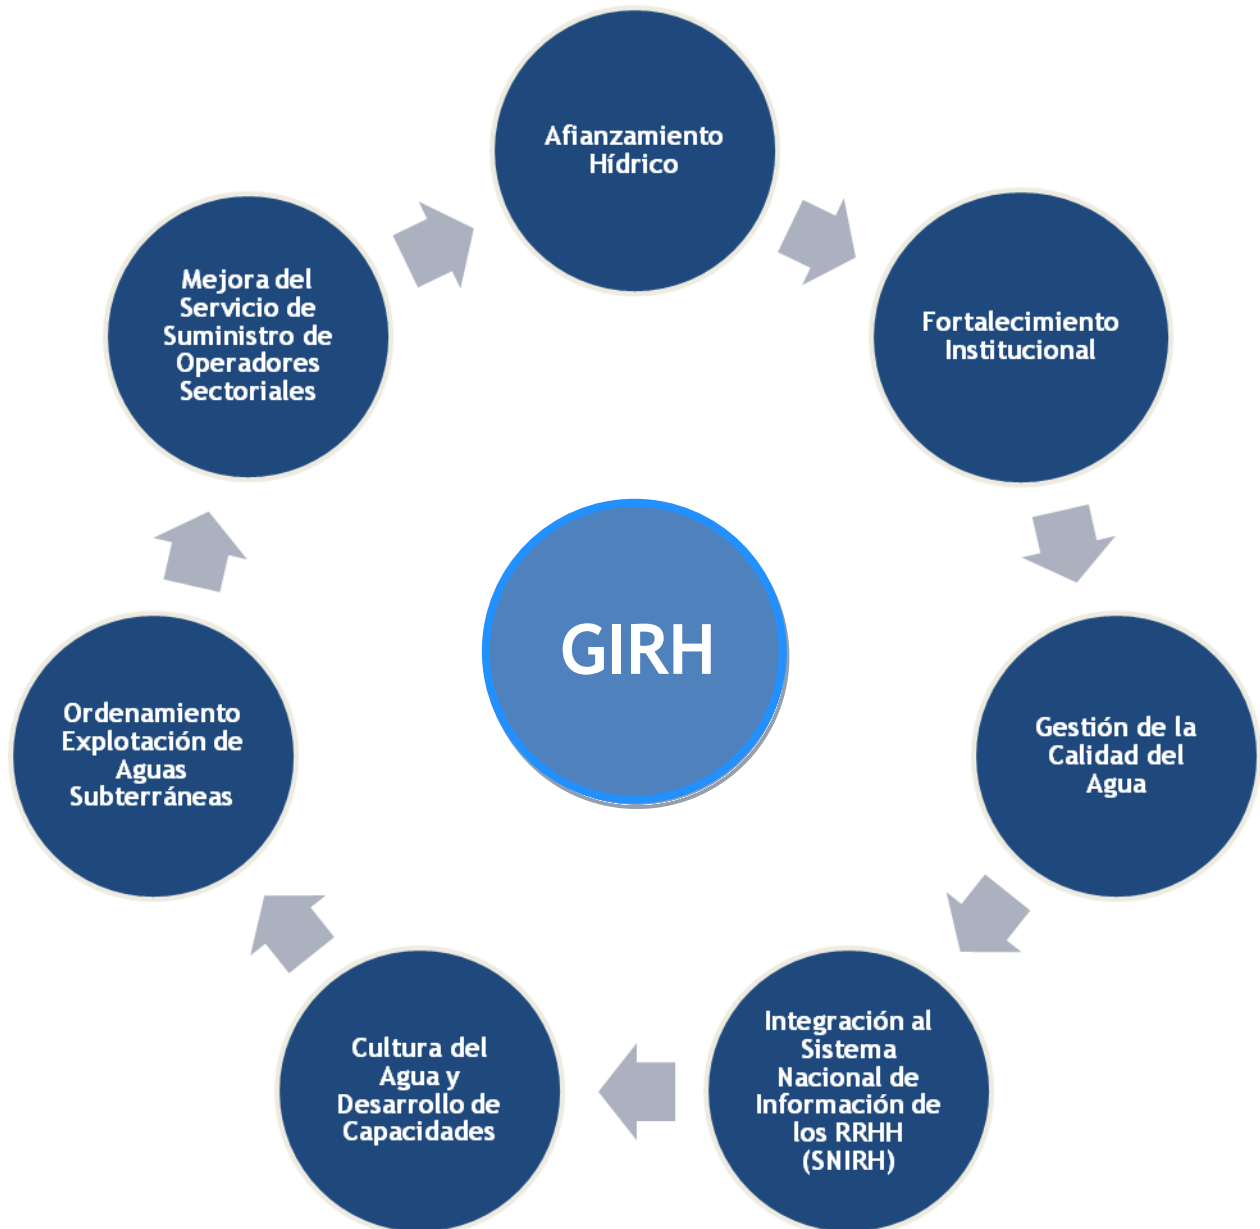 Afianzamiento
Hídrico
Fortalecimiento
Institucional
Gestión de la
Calidad del
Agua
Integración al
Sistema
Nacional de
Información de
los RRHH
(SNIRH)
Cultura del
Agua y
Desarrollo de
Capacidades
Ordenamiento
Explotación de
Aguas
Subterráneas
Mejora del
Servicio de
Suministro de
Operadores
Sectoriales
GIRH